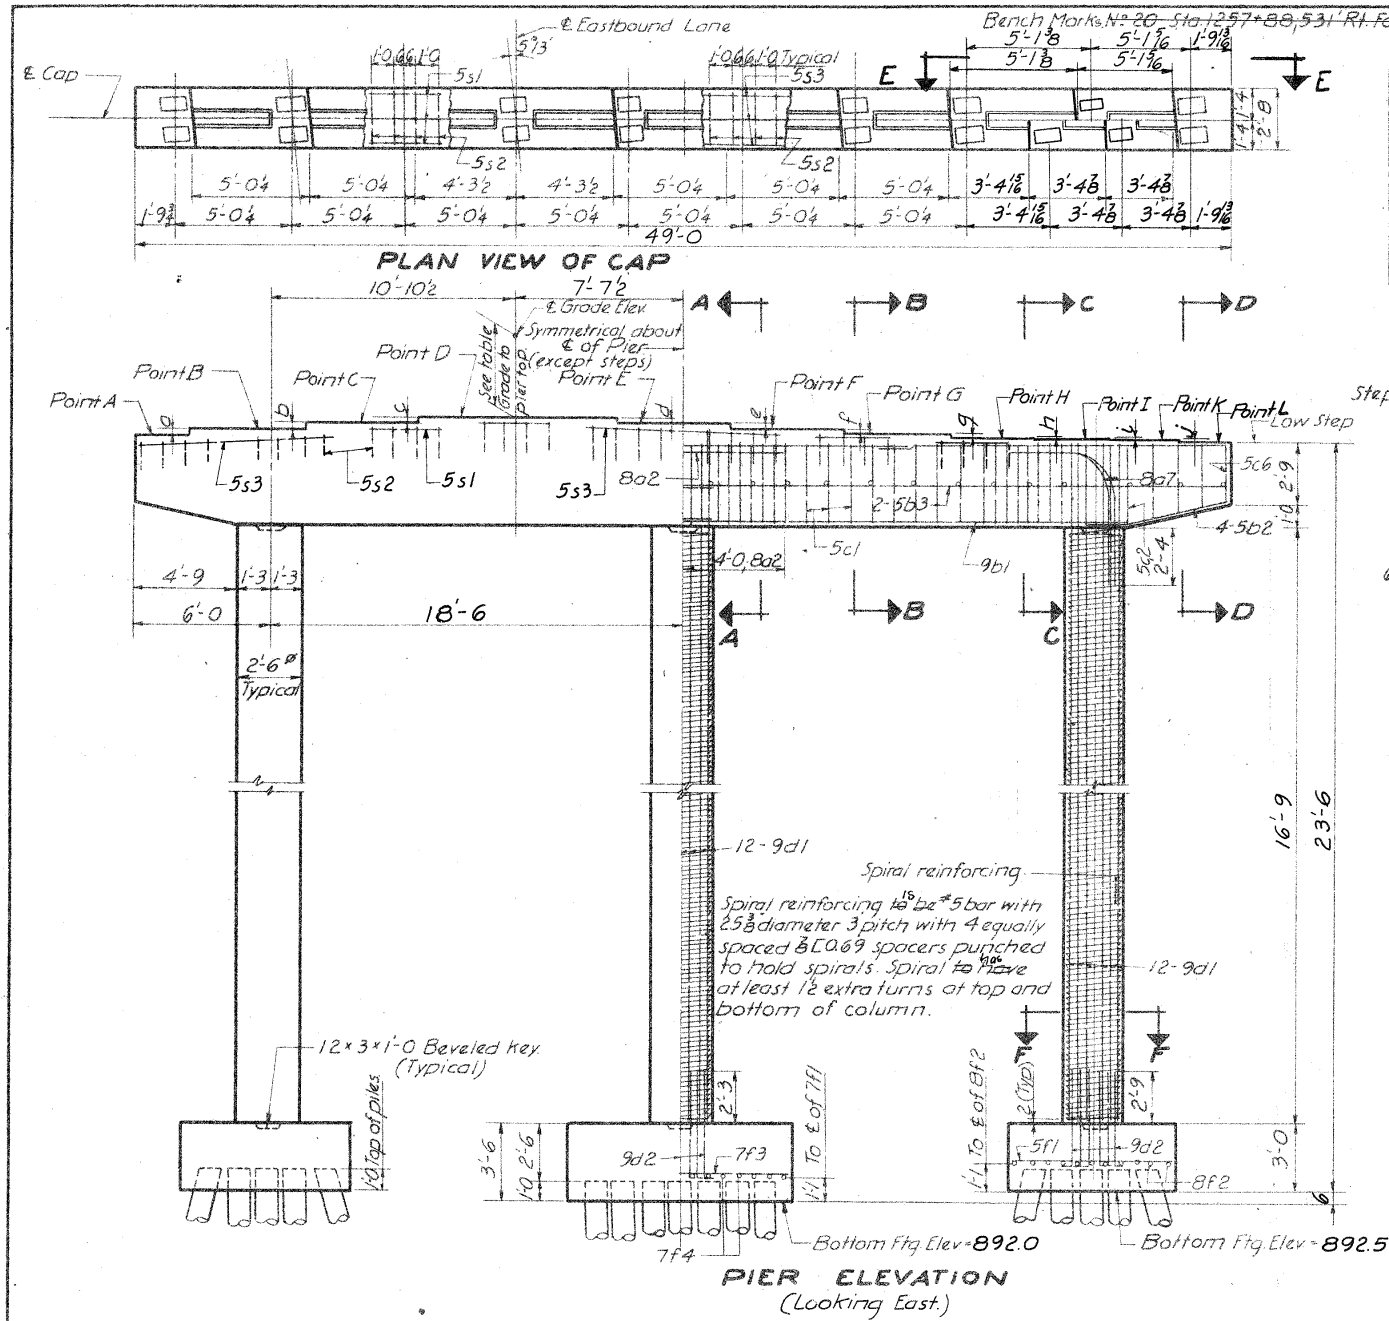 Bench Marks: Nº 20 Sta. 1257+88, 531' Rt.
℄ Eastbound Lane
5°13'
℄ Cap
1'-0 6 6 1'-0
1'-0 6 6 1'-0 Typical
5s1
5s3
5s2
5s2
E
E
5'-1 3/8
5'-1 5/16
1'-9 13/16
5'-1 3/8
5'-1 5/16
1'-4 1'-4
2'-8
5'-0 1/4
5'-0 1/4
4'-3 1/2
4'-3 1/2
5'-0 1/4
5'-0 1/4
5'-0 1/4
3'-4 15/16
3'-4 7/8
3'-4 7/8
1'-9 3/4
5'-0 1/4
5'-0 1/4
5'-0 1/4
5'-0 1/4
5'-0 1/4
5'-0 1/4
5'-0 1/4
3'-4 15/16
3'-4 7/8
3'-4 7/8
1'-9 13/16
49'-0
PLAN VIEW OF CAP
10'-10 1/2
7'-7 1/2
A
B
C
D
℄ Grade Elev.
Symmetrical about
℄ of Pier
(except steps)
See table
Grade to
pier top.
Point A
Point B
Point C
Point D
Point E
Point F
Point G
Point H
Point I
Point K
Point L
Low Step
Step
a
b
c
d
e
f
g
h
i
j
5s3
5s2
5s1
5s3
8a2
2-5b3
8a7
5c6
4-5b2
2'-9
1'-0
5c1
9b1
5c2
2'-4
4'-0, 8a2
4'-9
1'-3
1'-3
6'-0
18'-6
A
B
C
D
2'-6 ø
Typical
16'-9
23'-6
12-9d1
Spiral reinforcing
Spiral reinforcing to be is #5 bar with
25 3/8 diameter 3 pitch with 4 equally
spaced 7/8 [ 0.69 spacers punched
to hold spirals. Spiral to have has
at least 1 1/2 extra turns at top and
bottom of column.
12-9d1
12 × 3 × 1'-0 Beveled Key.
(Typical)
F
F
1'-0 Top of piles
3'-6
1'-0
2'-6
2'-3
9d2
7f3
1'-1 To ℄ of 7f1
7f4
1'-1 To ℄ of 8f2
2 (Typ)
2'-9
5f1
9d2
8f2
3'-0
6
Bottom Ftg. Elev = 892.0
Bottom Ftg. Elev = 892.5
PIER ELEVATION
(Looking East.)